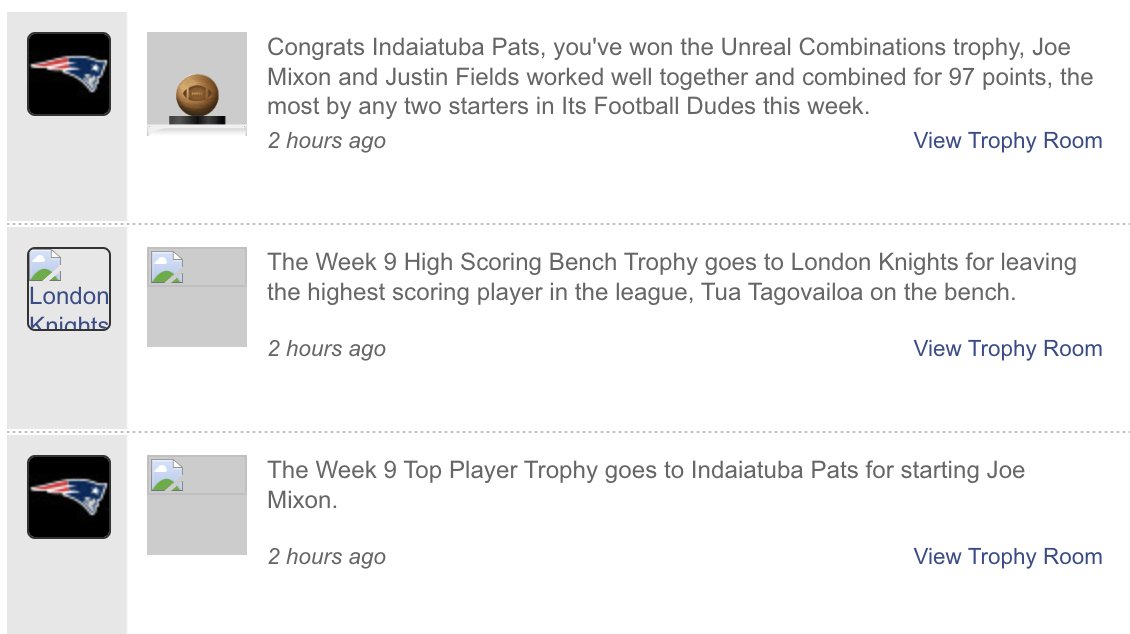 Congrats Indaiatuba Pats, you've won the Unreal Combinations trophy, Joe
Mixon and Justin Fields worked well together and combined for 97 points, the
most by any two starters in Its Football Dudes this week.
2 hours ago
View Trophy Room
London
Knights
The Week 9 High Scoring Bench Trophy goes to London Knights for leaving
the highest scoring player in the league, Tua Tagovailoa on the bench.
2 hours ago
View Trophy Room
The Week 9 Top Player Trophy goes to Indaiatuba Pats for starting Joe
Mixon.
2 hours ago
View Trophy Room